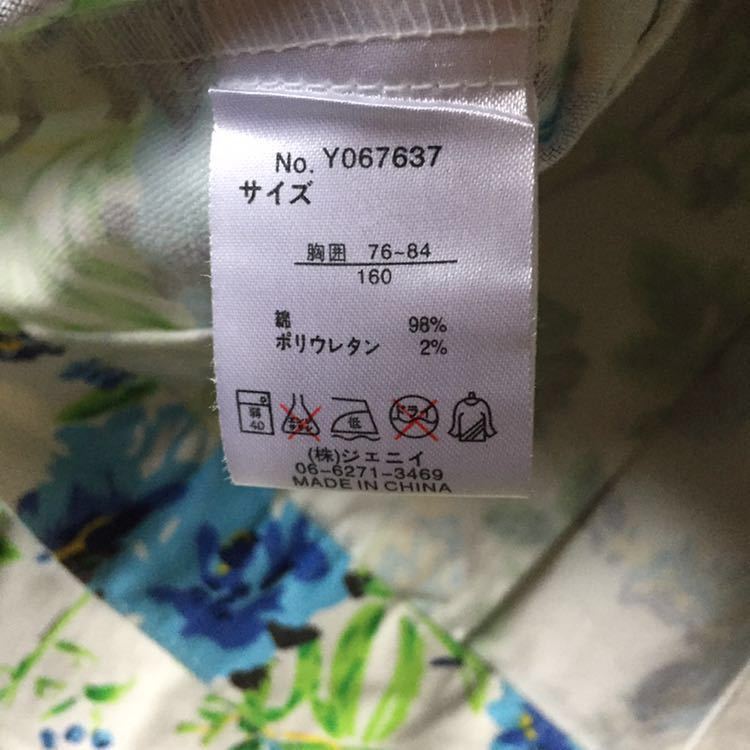 No. Y067637
サイズ
胸囲 76~84
160
綿 98%
ポリウレタン 2%
弱 40 低 ドライ
(株)ジェニイ
06-6271-3469
MADE IN CHINA